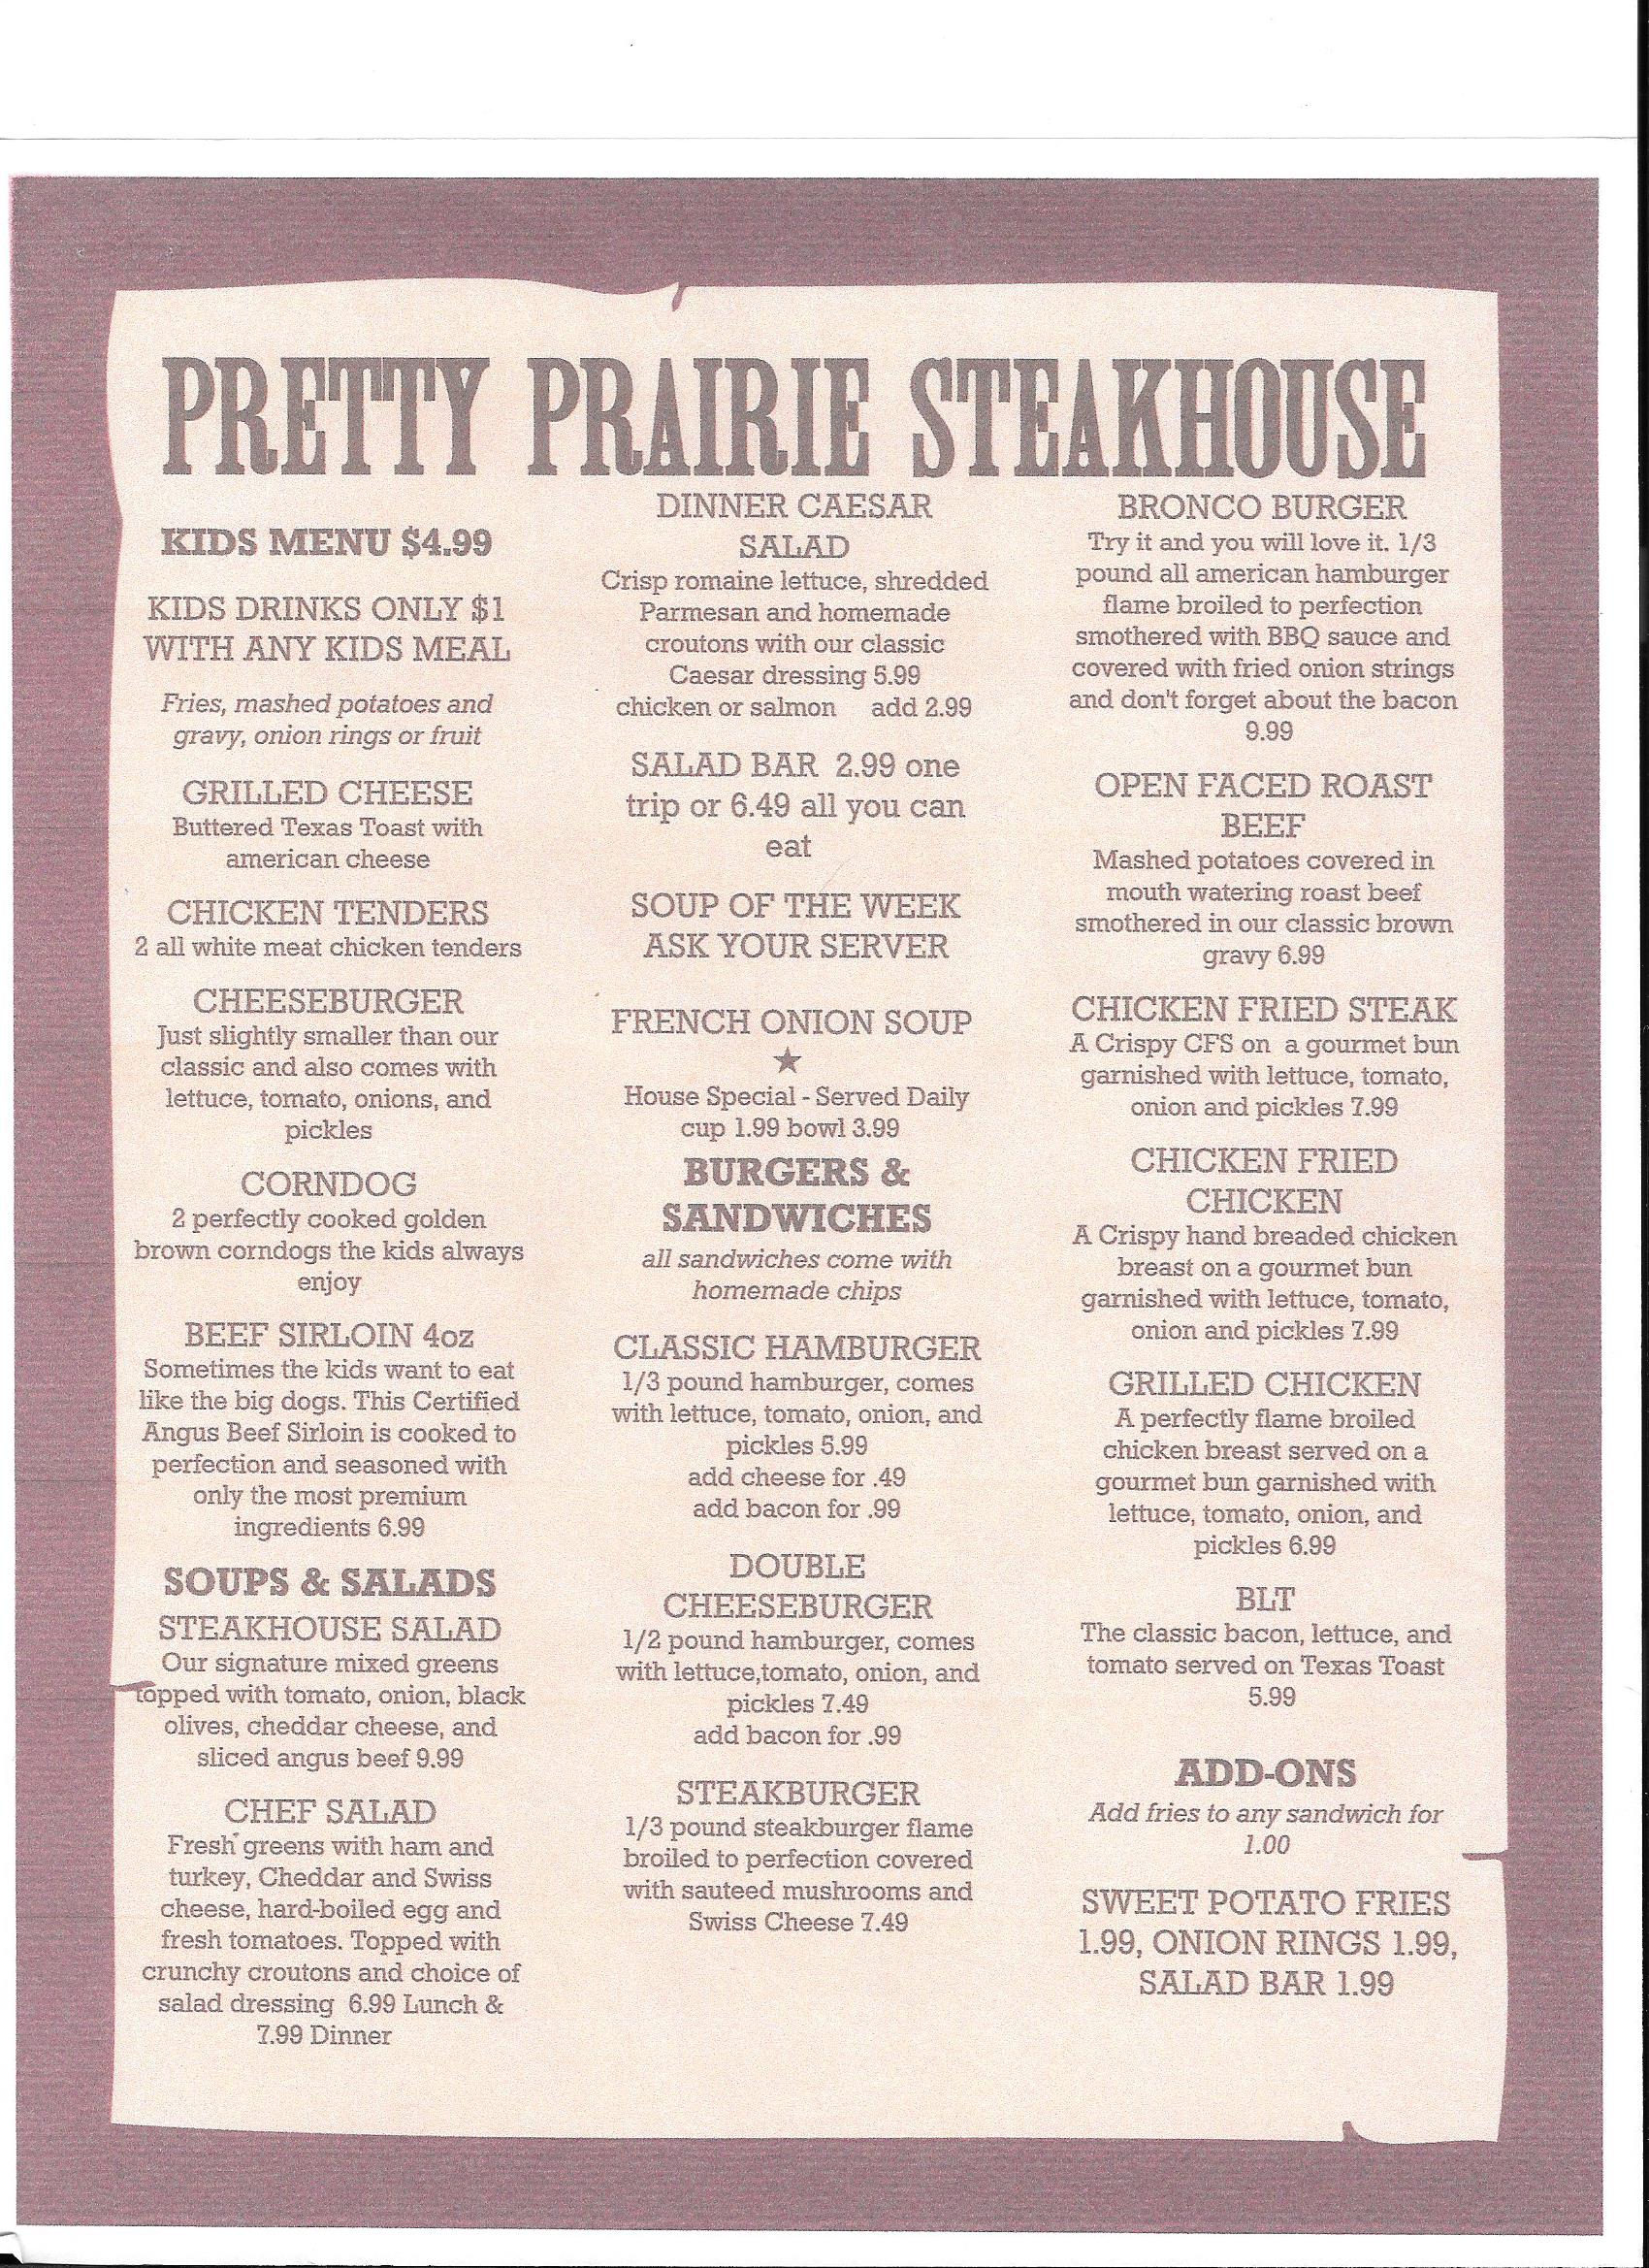 PRETTY PRAIRIE STEAKHOUSE
KIDS MENU $4.99
KIDS DRINKS ONLY $1
WITH ANY KIDS MEAL
Fries, mashed potatoes and
gravy, onion rings or fruit
GRILLED CHEESE
Buttered Texas Toast with
american cheese
CHICKEN TENDERS
2 all white meat chicken tenders
CHEESEBURGER
Just slightly smaller than our
classic and also comes with
lettuce, tomato, onions, and
pickles
CORNDOG
2 perfectly cooked golden
brown corndogs the kids always
enjoy
BEEF SIRLOIN 4oz
Sometimes the kids want to eat
like the big dogs. This Certified
Angus Beef Sirloin is cooked to
perfection and seasoned with
only the most premium
ingredients 6.99
SOUPS & SALADS
STEAKHOUSE SALAD
Our signature mixed greens
topped with tomato, onion, black
olives, cheddar cheese, and
sliced angus beef 9.99
CHEF SALAD
Fresh greens with ham and
turkey, Cheddar and Swiss
cheese, hard-boiled egg and
fresh tomatoes. Topped with
crunchy croutons and choice of
salad dressing 6.99 Lunch &
7.99 Dinner
DINNER CAESAR
SALAD
Crisp romaine lettuce, shredded
Parmesan and homemade
croutons with our classic
Caesar dressing 5.99
chicken or salmon add 2.99
SALAD BAR 2.99 one
trip or 6.49 all you can
eat
SOUP OF THE WEEK
ASK YOUR SERVER
FRENCH ONION SOUP
★
House Special - Served Daily
cup 1.99 bowl 3.99
BURGERS &
SANDWICHES
all sandwiches come with
homemade chips
CLASSIC HAMBURGER
1/3 pound hamburger, comes
with lettuce, tomato, onion, and
pickles 5.99
add cheese for .49
add bacon for .99
DOUBLE
CHEESEBURGER
1/2 pound hamburger, comes
with lettuce,tomato, onion, and
pickles 7.49
add bacon for .99
STEAKBURGER
1/3 pound steakburger flame
broiled to perfection covered
with sauteed mushrooms and
Swiss Cheese 7.49
BRONCO BURGER
Try it and you will love it. 1/3
pound all american hamburger
flame broiled to perfection
smothered with BBQ sauce and
covered with fried onion strings
and don't forget about the bacon
9.99
OPEN FACED ROAST
BEEF
Mashed potatoes covered in
mouth watering roast beef
smothered in our classic brown
gravy 6.99
CHICKEN FRIED STEAK
A Crispy CFS on a gourmet bun
garnished with lettuce, tomato,
onion and pickles 7.99
CHICKEN FRIED
CHICKEN
A Crispy hand breaded chicken
breast on a gourmet bun
garnished with lettuce, tomato,
onion and pickles 7.99
GRILLED CHICKEN
A perfectly flame broiled
chicken breast served on a
gourmet bun garnished with
lettuce, tomato, onion, and
pickles 6.99
BLT
The classic bacon, lettuce, and
tomato served on Texas Toast
5.99
ADD-ONS
Add fries to any sandwich for
1.00
SWEET POTATO FRIES
1.99, ONION RINGS 1.99,
SALAD BAR 1.99